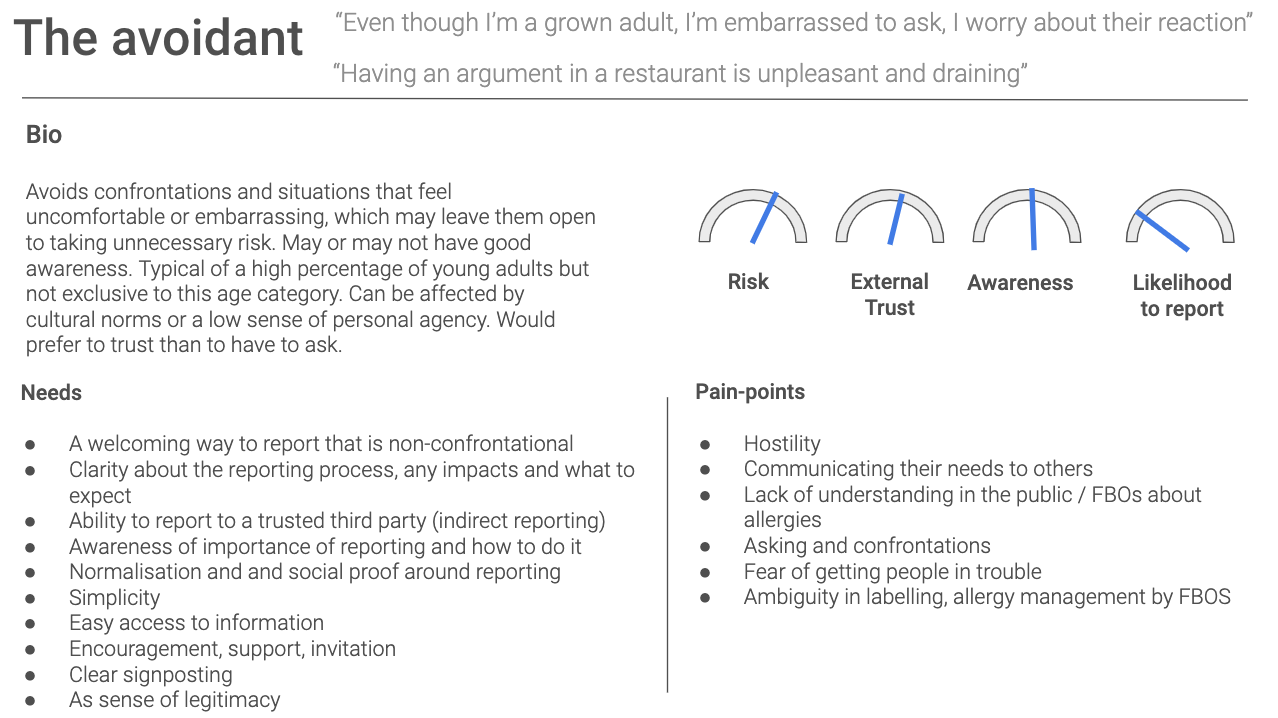 The avoidant
“Even though I’m a grown adult, I’m embarrassed to ask, I worry about their reaction”
“Having an argument in a restaurant is unpleasant and draining”
Bio
Avoids confrontations and situations that feel
uncomfortable or embarrassing, which may leave them open
to taking unnecessary risk. May or may not have good
awareness. Typical of a high percentage of young adults but
not exclusive to this age category. Can be affected by
cultural norms or a low sense of personal agency. Would
prefer to trust than to have to ask.
Risk
External
Trust
Awareness
Likelihood
to report
Needs
● A welcoming way to report that is non-confrontational
● Clarity about the reporting process, any impacts and what to
expect
● Ability to report to a trusted third party (indirect reporting)
● Awareness of importance of reporting and how to do it
● Normalisation and and social proof around reporting
● Simplicity
● Easy access to information
● Encouragement, support, invitation
● Clear signposting
● As sense of legitimacy
Pain-points
● Hostility
● Communicating their needs to others
● Lack of understanding in the public / FBOs about
allergies
● Asking and confrontations
● Fear of getting people in trouble
● Ambiguity in labelling, allergy management by FBOS